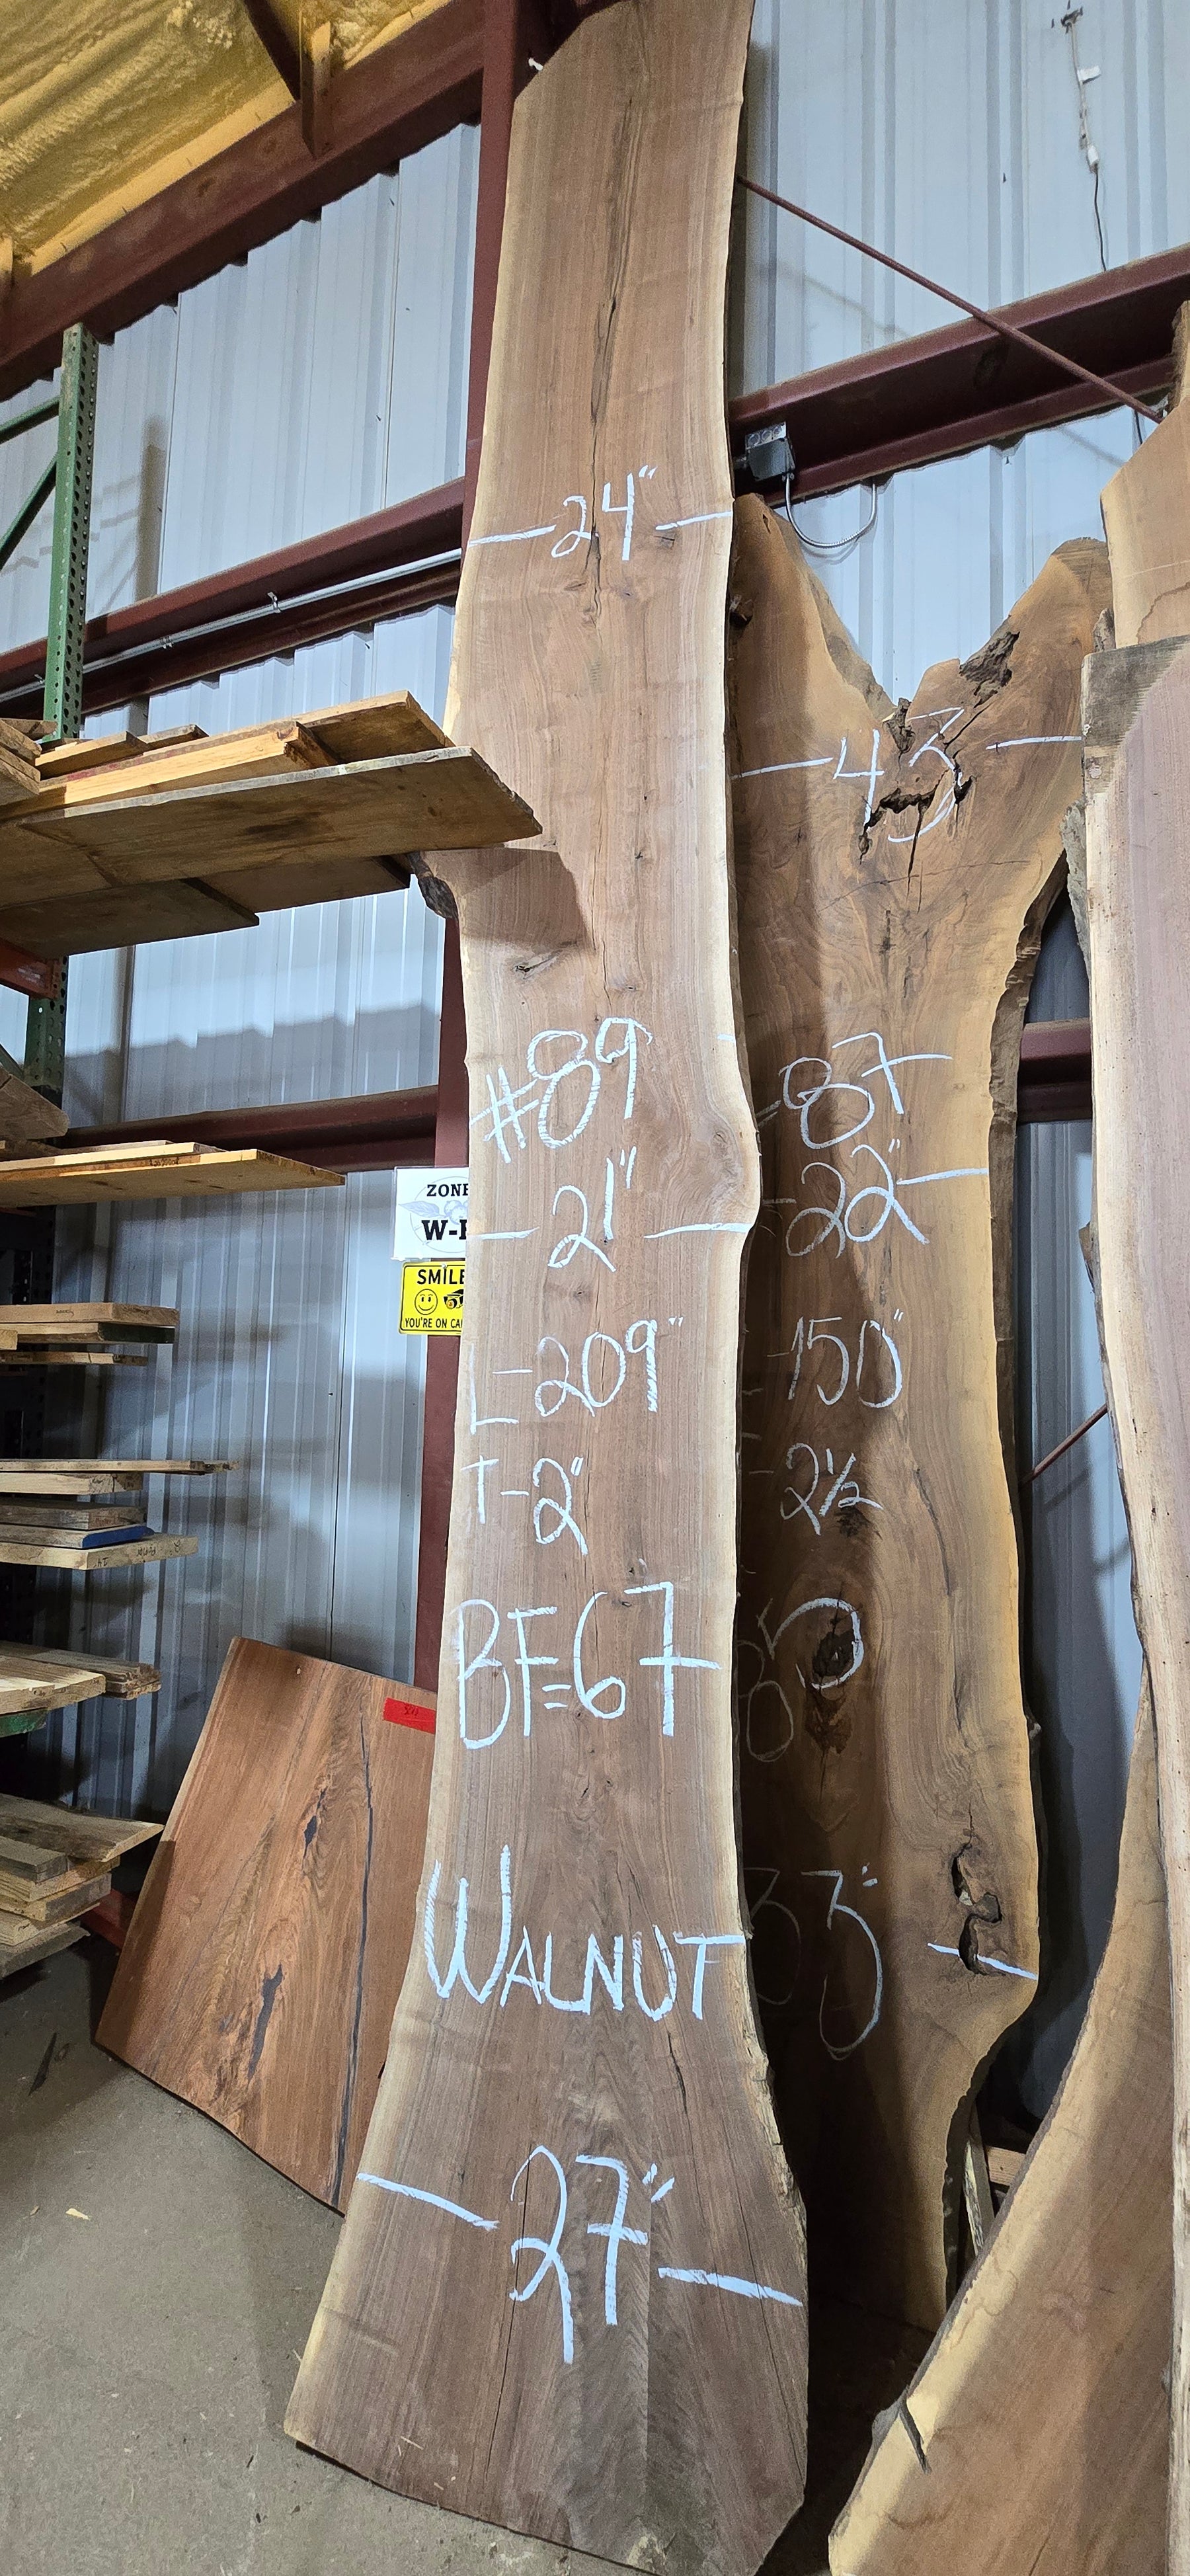 24"
#89
21"
L-209"
T-2"
BF=67
WALNUT
27"
43
87
22"
-150"
-2½
85
33"
ZONE
W-
SMILE
YOU'RE ON CA